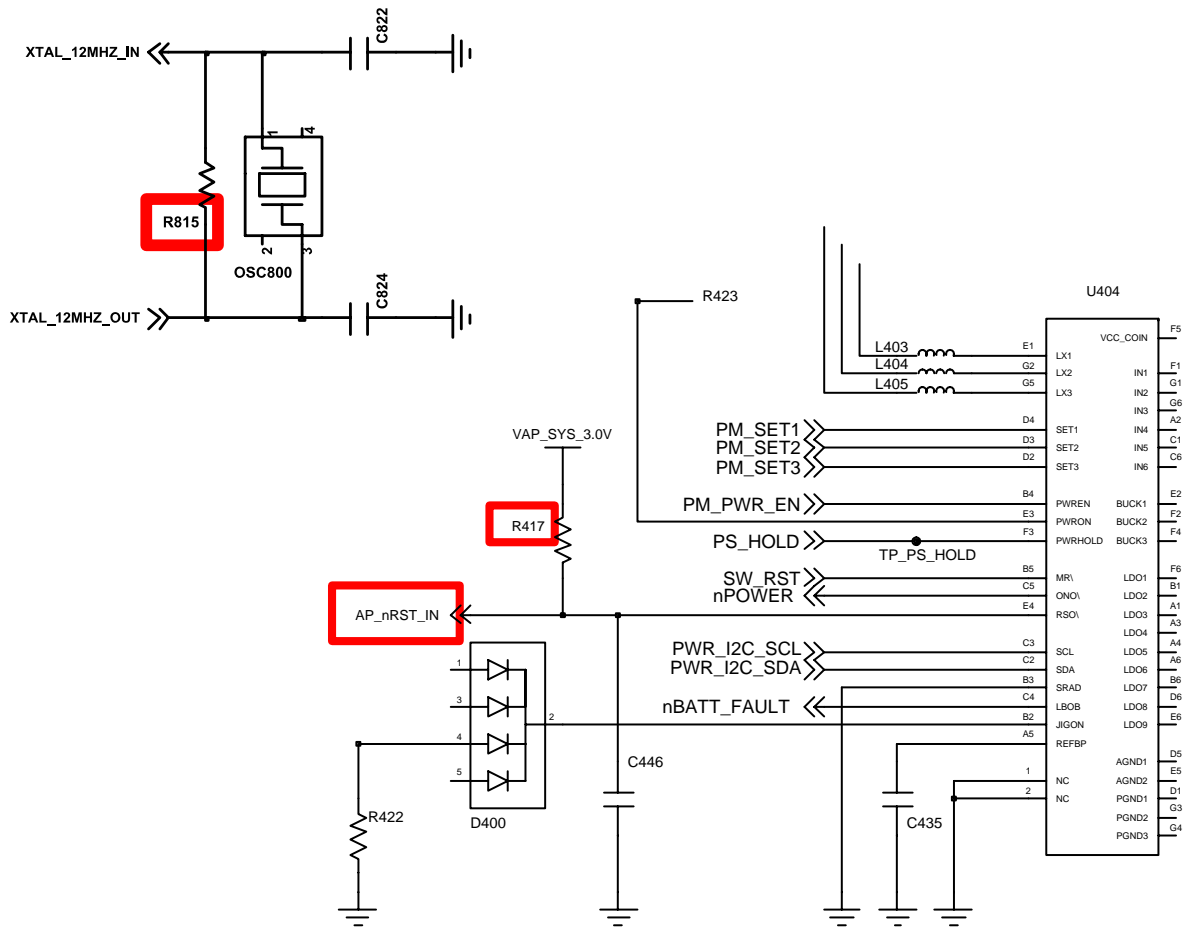 C822
XTAL_12MHZ_IN
1
4
R815
2
3
OSC800
C824
XTAL_12MHZ_OUT
R423
U404
VCC_COIN F5
L403 E1 LX1
L404 G2 LX2
L405 G5 LX3
IN1 F1
IN2 G1
IN3 G6
IN4 A2
IN5 C1
IN6 C6
VAP_SYS_3.0V
PM_SET1 D4 SET1
PM_SET2 D3 SET2
PM_SET3 D2 SET3
R417
PM_PWR_EN B4 PWREN BUCK1 E2
E3 PWRON BUCK2 F2
PS_HOLD F3 PWRHOLD BUCK3 F4
TP_PS_HOLD
SW_RST B5 MR\ LDO1 F6
nPOWER C5 ONO\ LDO2 B1
AP_nRST_IN E4 RSO\ LDO3 A1
LDO4 A3
PWR_I2C_SCL C3 SCL LDO5 A4
PWR_I2C_SDA C2 SDA LDO6 A6
B3 SRAD LDO7 B6
nBATT_FAULT C4 LBOB LDO8 D6
B2 JIGON LDO9 E6
A5 REFBP
1
3
2
4
5
AGND1 D5
1 NC AGND2 E5
2 NC PGND1 D1
PGND2 G3
PGND3 G4
C446
R422
D400
C435